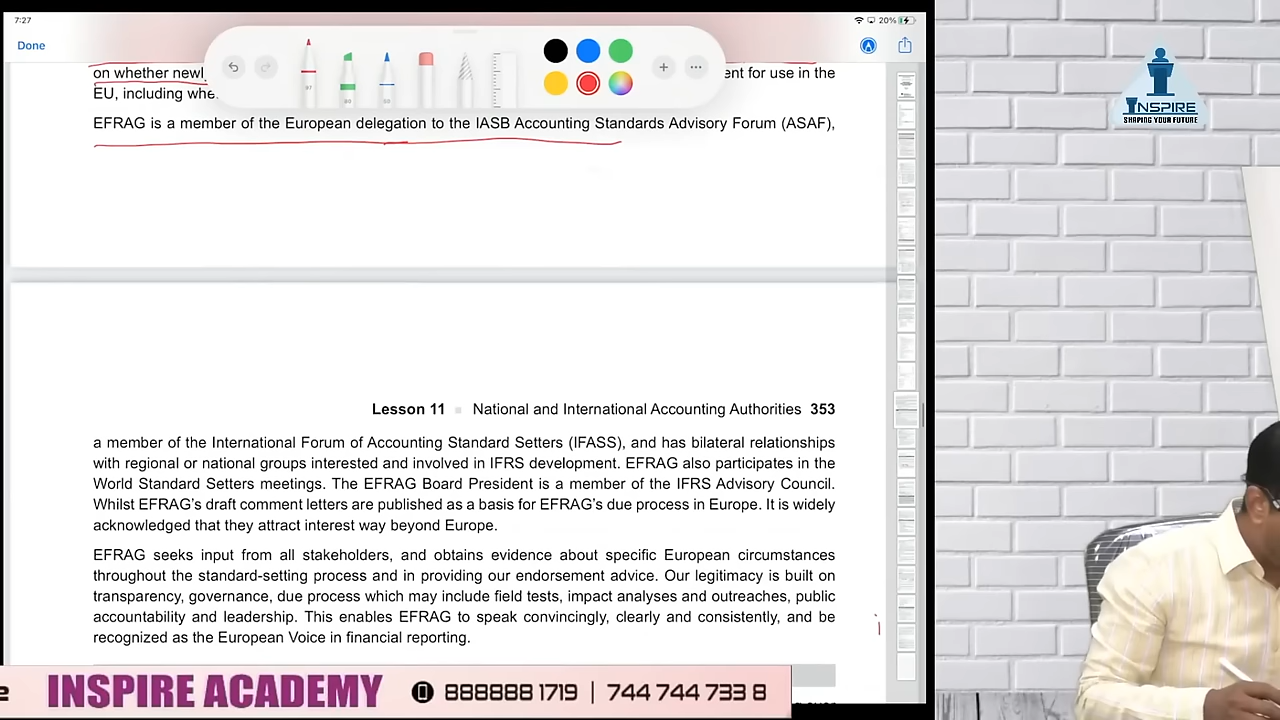 7:27
20%
Done
on whether newl
ent for use in the
EU, including whe
EFRAG is a member of the European delegation to the IASB Accounting Standards Advisory Forum (ASAF),
Lesson 11 National and International Accounting Authorities 353
a member of the International Forum of Accounting Standard Setters (IFASS), and has bilateral relationships
with regional or national groups interested and involved in IFRS development. EFRAG also participates in the
World Standard Setters meetings. The EFRAG Board President is a member of the IFRS Advisory Council.
Whilst EFRAG's draft comment letters are published as a basis for EFRAG's due process in Europe. It is widely
acknowledged that they attract interest way beyond Europe.
EFRAG seeks input from all stakeholders, and obtains evidence about specific European circumstances
throughout the standard-setting process and in providing our endorsement advice. Our legitimacy is built on
transparency, governance, due process which may include field tests, impact analyses and outreaches, public
accountability and leadership. This enables EFRAG to speak convincingly, clearly and consistently, and be
recognized as the European Voice in financial reporting.
INSPIRE
SHAPING YOUR FUTURE
e INSPIRE ACADEMY 888888 1719 | 744 744 733 8